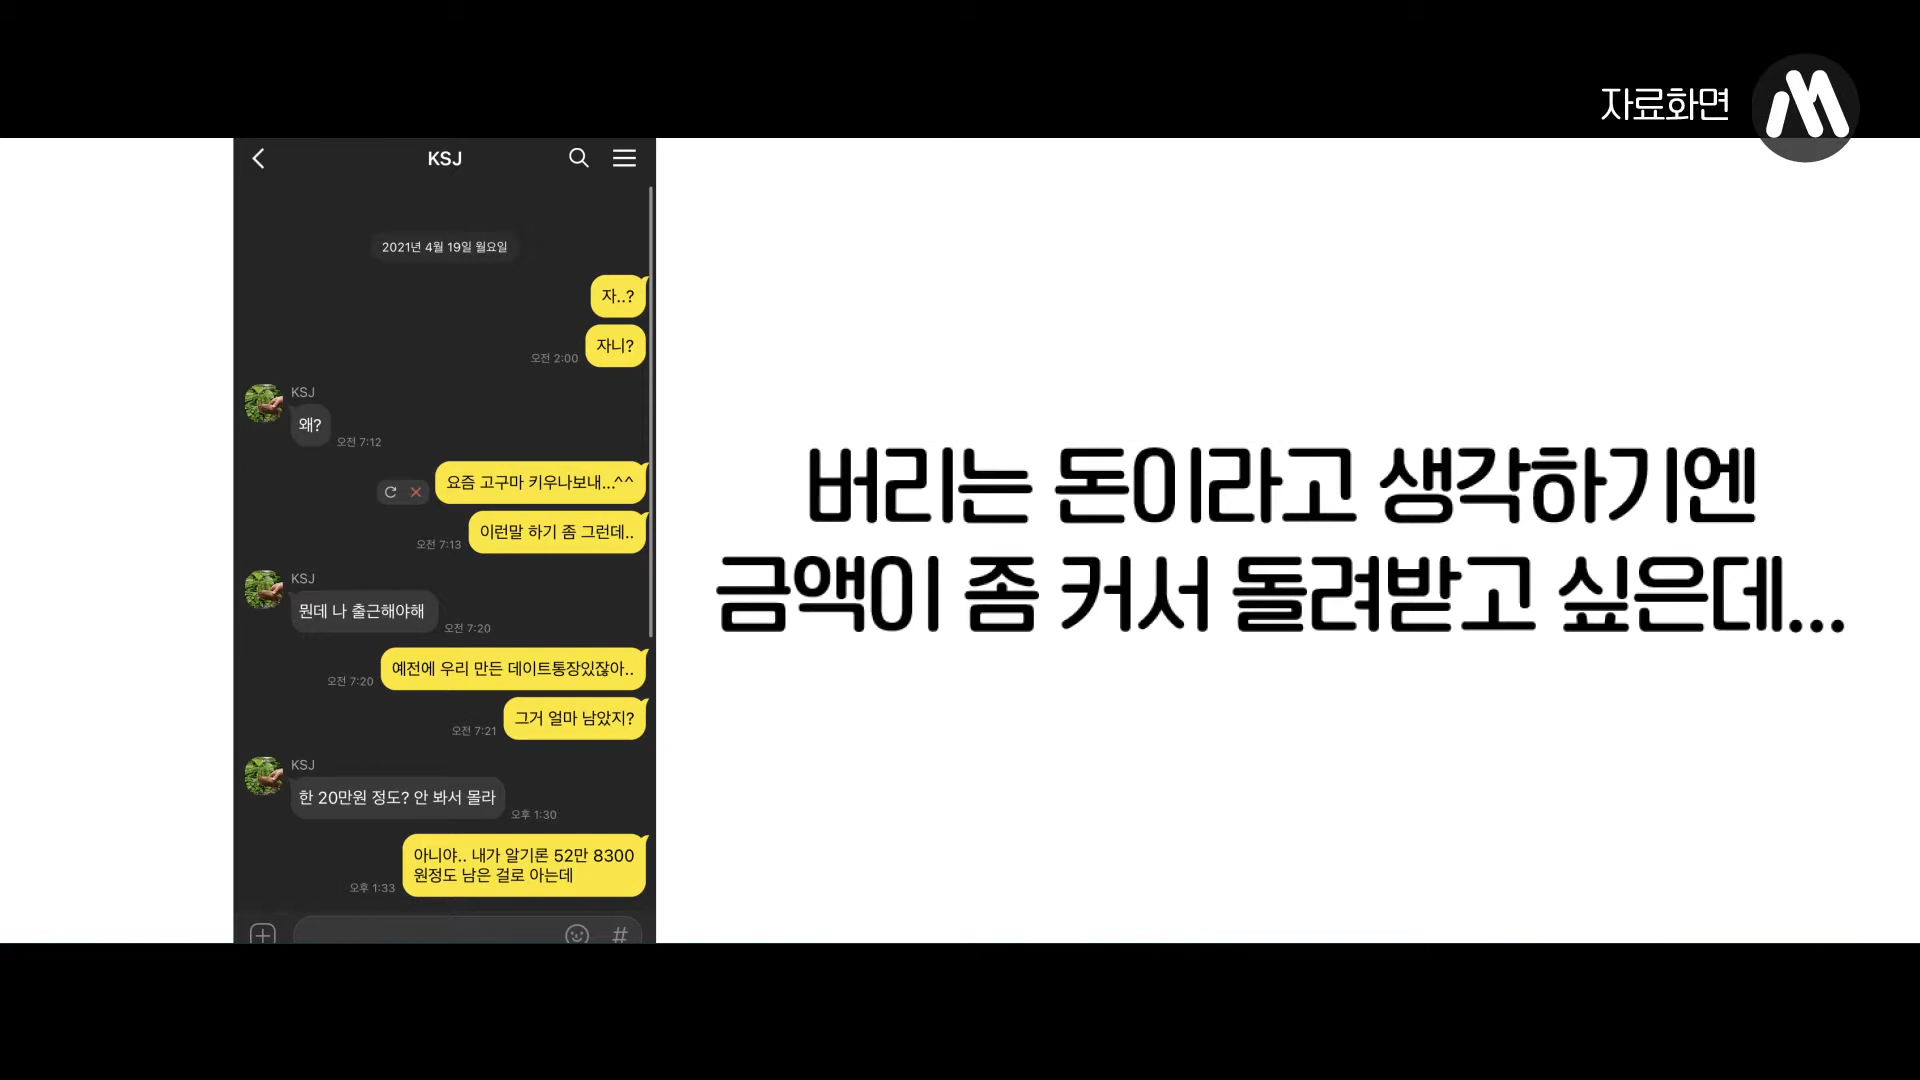 자료화면
KSJ
2021년 4월 19일 월요일
자..?
자니?
오전 2:00
KSJ
왜?
오전 7:12
요즘 고구마 키우나보내...^^
이런말 하기 좀 그런데..
오전 7:13
KSJ
뭔데 나 출근해야해
오전 7:20
예전에 우리 만든 데이트통장있잖아..
오전 7:20
그거 얼마 남았지?
오전 7:21
KSJ
한 20만원 정도? 안 봐서 몰라
오후 1:30
아니야.. 내가 알기론 52만 8300
원정도 남은 걸로 아는데
오후 1:33
#
버리는 돈이라고 생각하기엔
금액이 좀 커서 돌려받고 싶은데...